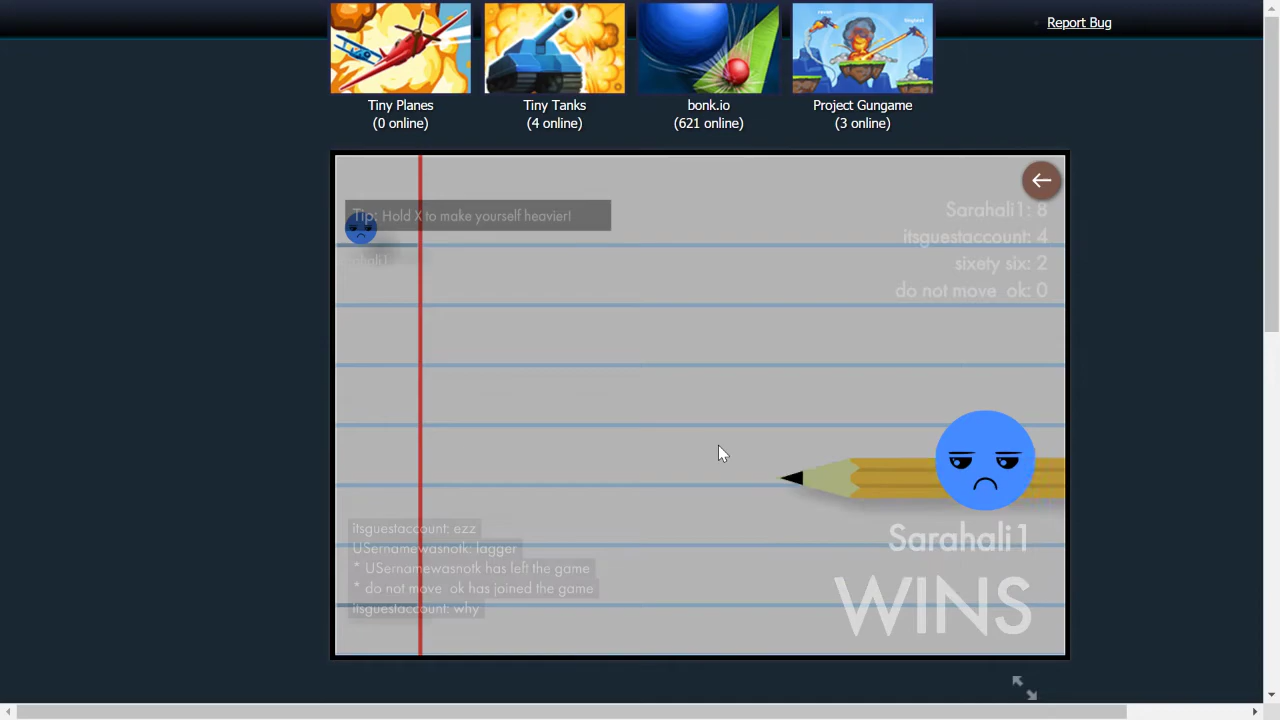 Report Bug
Tiny Planes
(0 online)
Tiny Tanks
(4 online)
bonk.io
(621 online)
Project Gungame
(3 online)
Tip: Hold X to make yourself heavier!
Sarahali1: 8
itsguestaccount: 4
sixety six: 2
do not move ok: 0
itsguestaccount: ezz
USernamewasnotk: lagger
* USernamewasnotk has left the game
* do not move ok has joined the game
itsguestaccount: why
Sarahali1
WINS